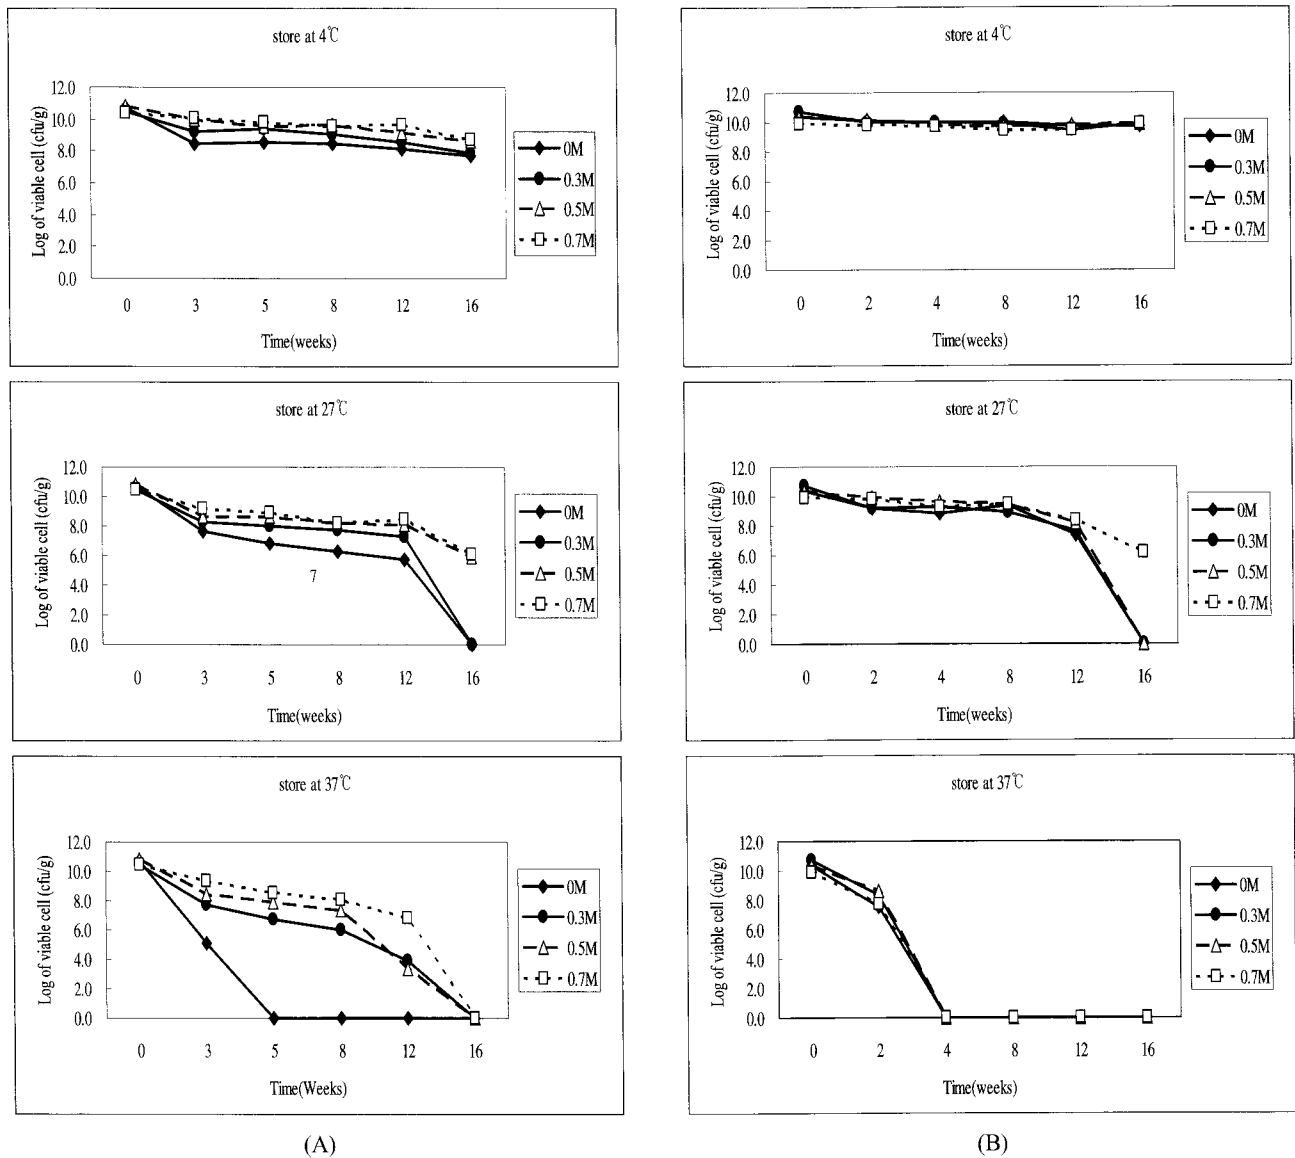 store at 4℃
12.0
10.0
8.0
6.0
4.0
2.0
0.0
Log of viable cell (cfu/g)
0 3 5 8 12 16
Time(weeks)
0M
0.3M
0.5M
0.7M
store at 4℃
12.0
10.0
8.0
6.0
4.0
2.0
0.0
Log of viable cell (cfu/g)
0 2 4 8 12 16
Time(weeks)
0M
0.3M
0.5M
0.7M
store at 27℃
12.0
10.0
8.0
6.0
4.0
2.0
0.0
Log of viable cell (cfu/g)
7
0 3 5 8 12 16
Time(weeks)
0M
0.3M
0.5M
0.7M
store at 27℃
12.0
10.0
8.0
6.0
4.0
2.0
0.0
Log of viable cell (cfu/g)
0 2 4 8 12 16
Time(weeks)
0M
0.3M
0.5M
0.7M
store at 37℃
12.0
10.0
8.0
6.0
4.0
2.0
0.0
Log of viable cell (cfu/g)
0 3 5 8 12 16
Time(Weeks)
0M
0.3M
0.5M
0.7M
store at 37℃
12.0
10.0
8.0
6.0
4.0
2.0
0.0
Log of viable cell (cfu/g)
0 2 4 8 12 16
Time(weeks)
0M
0.3M
0.5M
0.7M
(A)
(B)